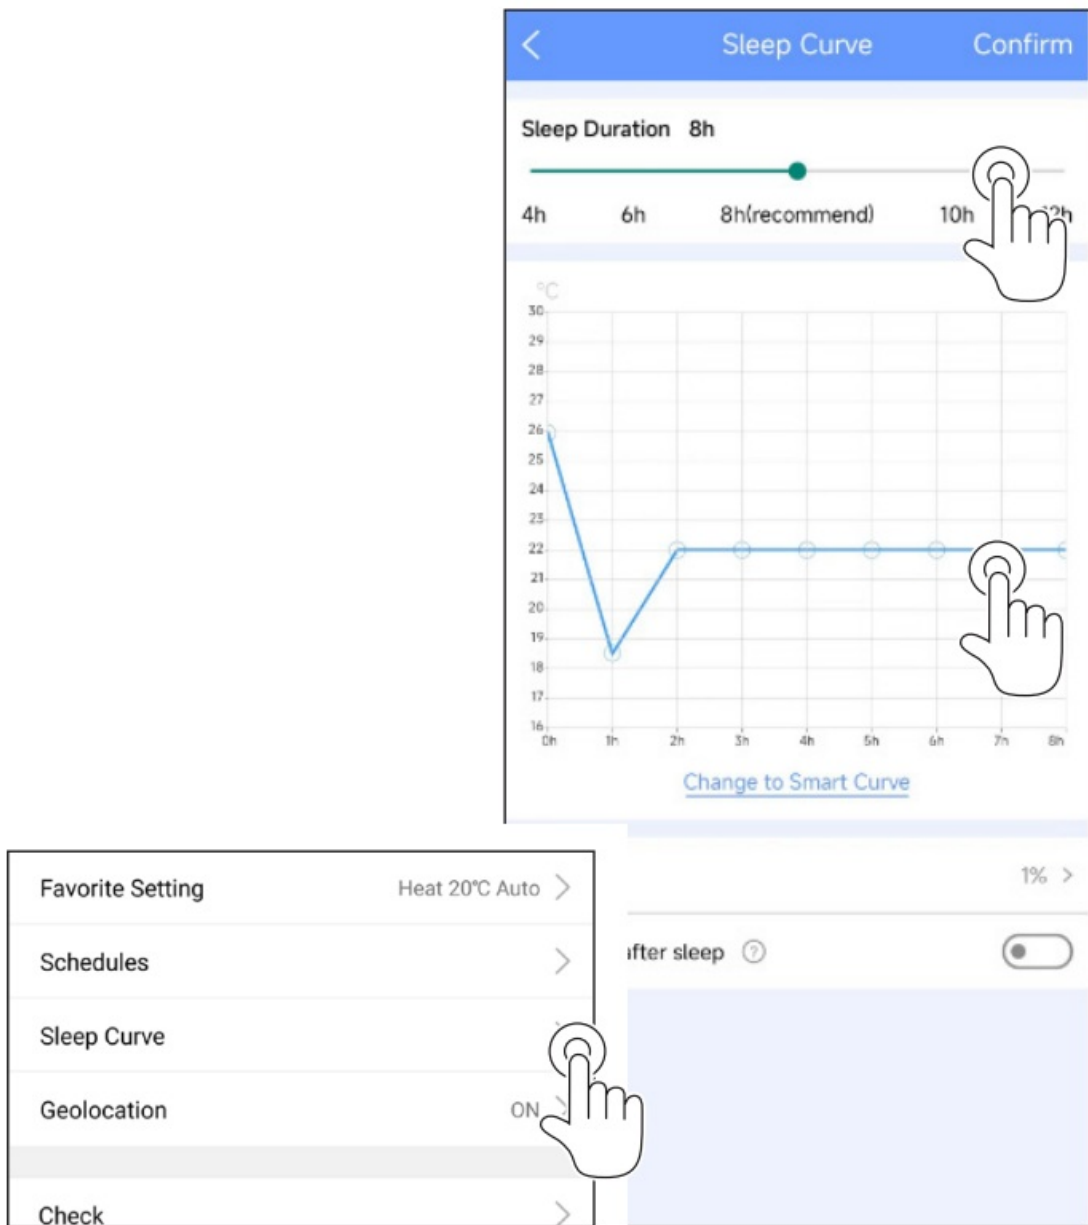 Sleep Curve Confirm
Sleep Duration 8h
4h 6h 8h(recommend) 10h
°C
30
29
28
27
26
25
24
23
22
21
20
19
18
17
16
0h 1h 2h 3h 4h 5h 6h 7h 8h
Change to Smart Curve
1%
after sleep ?
Favorite Setting Heat 20°C Auto
Schedules
Sleep Curve
Geolocation ON
Check